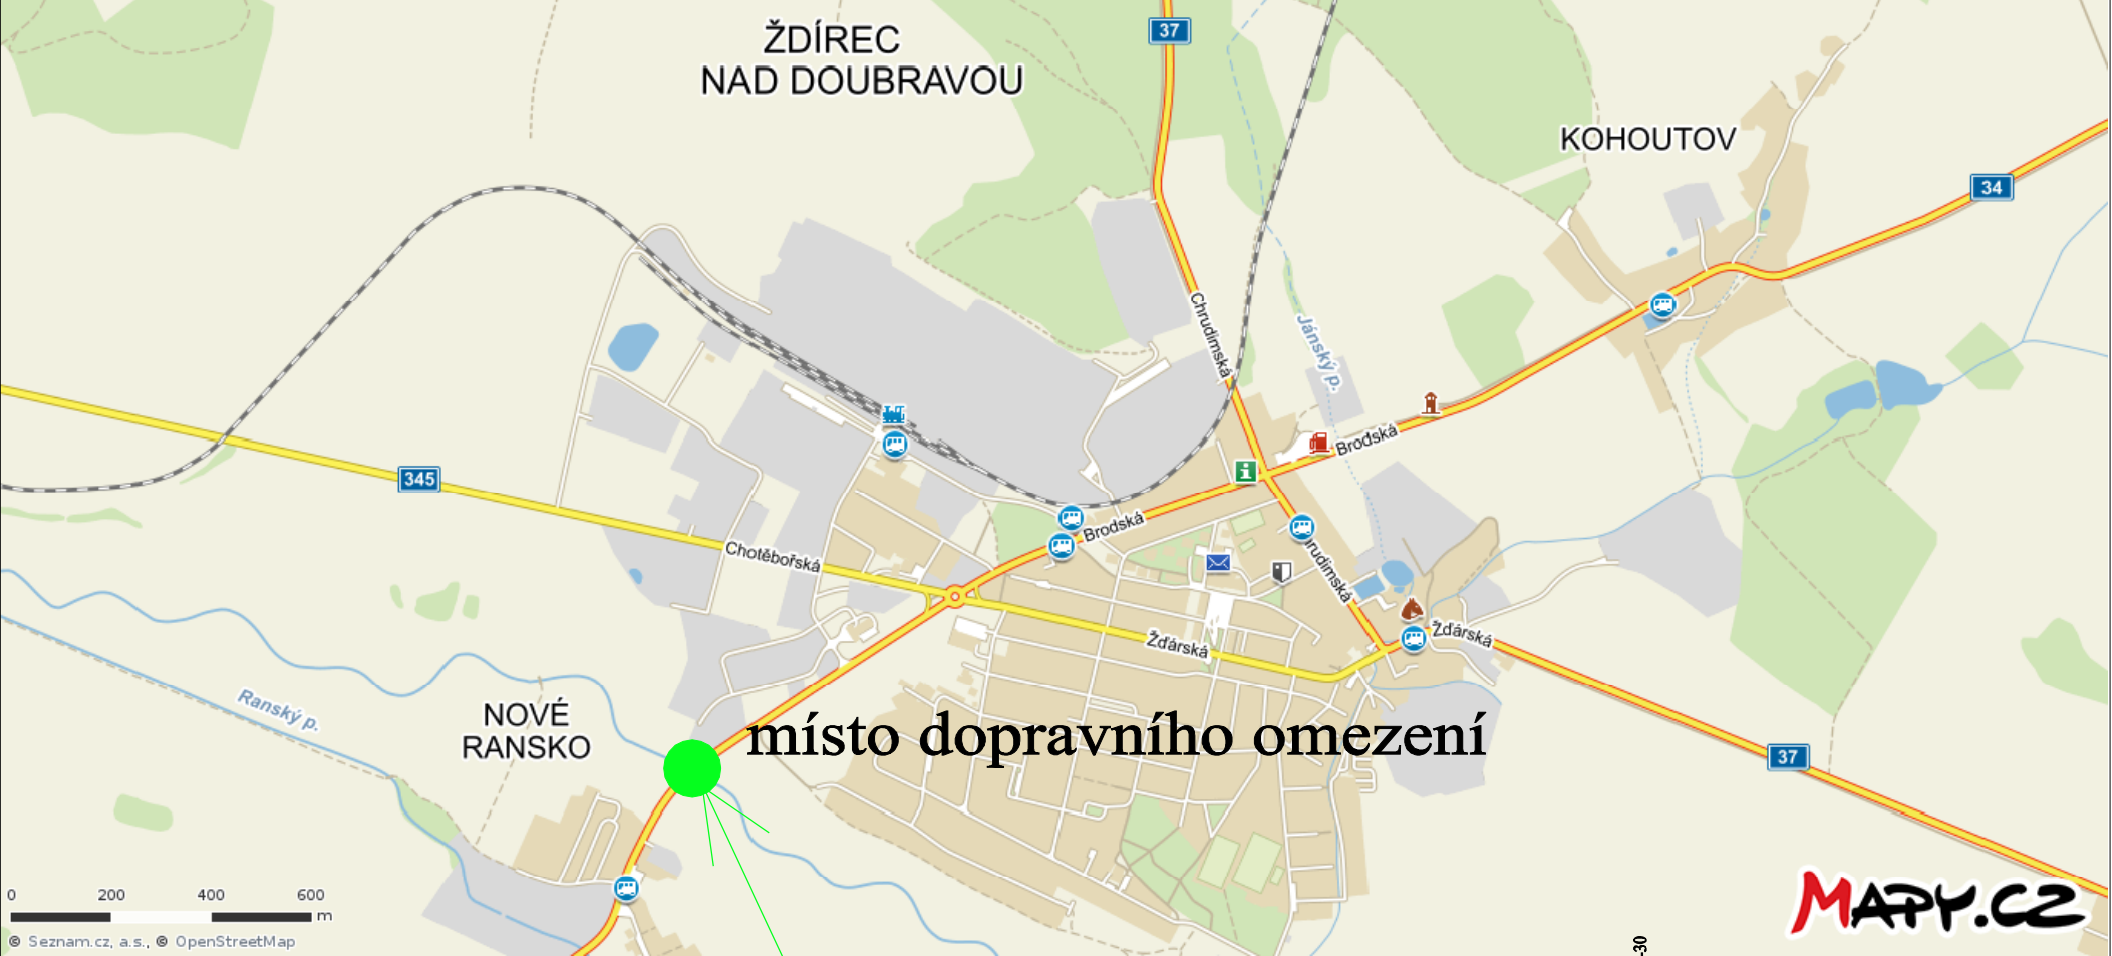 37
ŽDÍREC
NAD DOUBRAVOU
KOHOUTOV
34
Chrudimská
Jánský p.
Brodská
345
Brodská
Chotěbořská
Chrudimská
Žďárská
Žďárská
Ranský p.
NOVÉ
RANSKO
místo dopravního omezení
37
0 200 400 600
m
© Seznam.cz, a.s., © OpenStreetMap
MAPY.CZ
-30